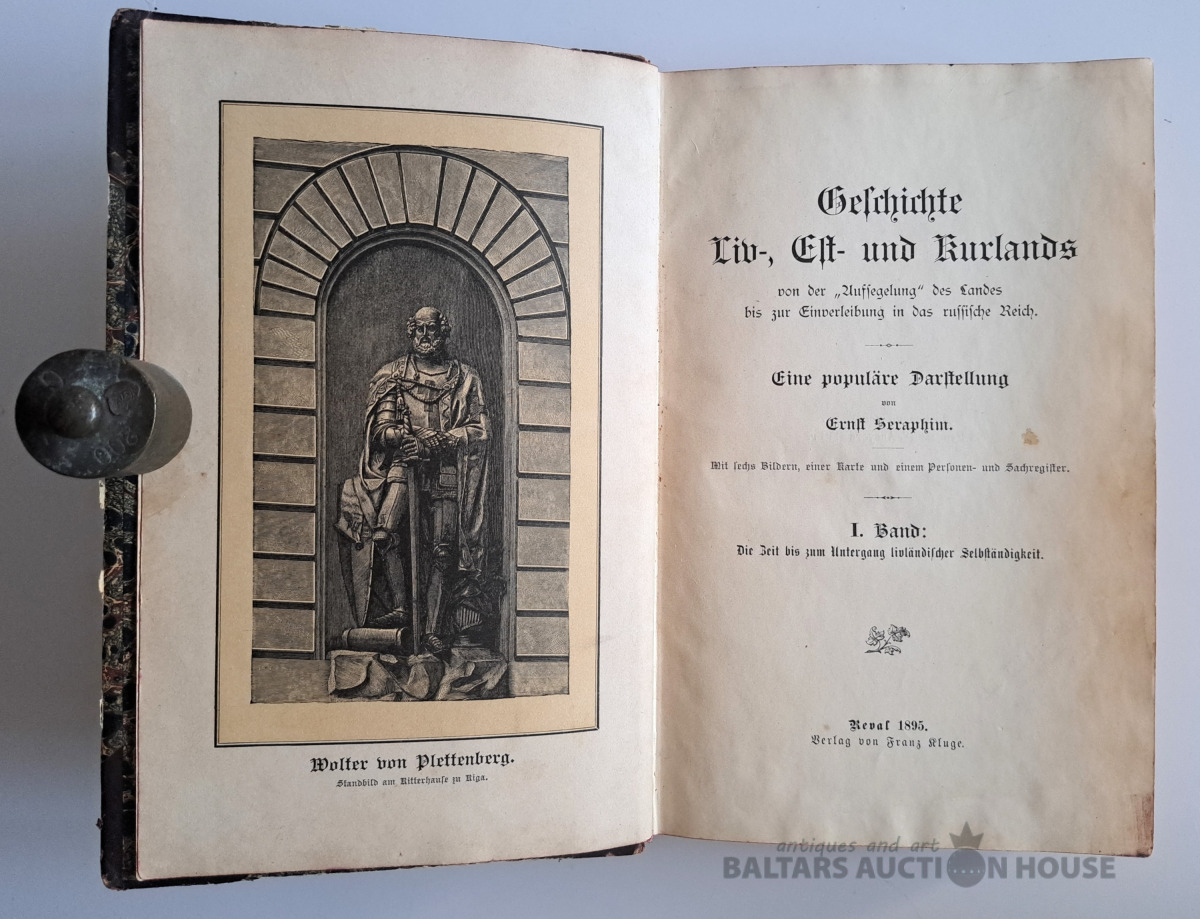 Wolter von Plettenberg.
Standbild am Ritterhause zu Riga.
Geschichte
Liv-, Est- und Kurlands
von der „Aufsegelung“ des Landes
bis zur Einverleibung in das russische Reich.
Eine populäre Darstellung
von
Ernst Seraphim.
Mit sechs Bildern, einer Karte und einem Personen- und Sachregister.
I. Band:
Die Zeit bis zum Untergang livländischer Selbständigkeit.
Reval 1895.
Verlag von Franz Kluge.
antiques and art
BALTARS AUCTION HOUSE